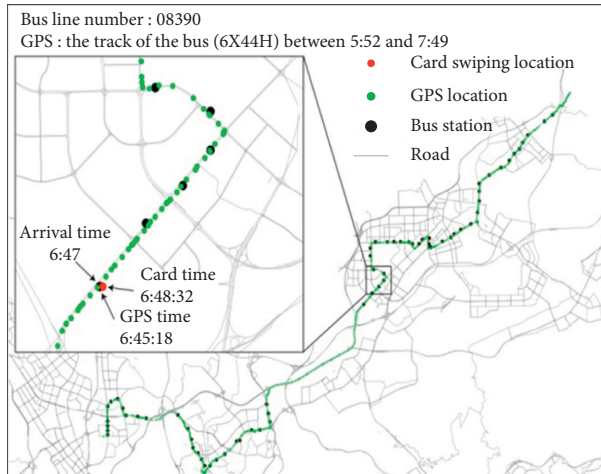 Bus line number : 08390
GPS : the track of the bus (6X44H) between 5:52 and 7:49
Card swiping location
GPS location
Bus station
Road
Arrival time
6:47
Card time
6:48:32
GPS time
6:45:18